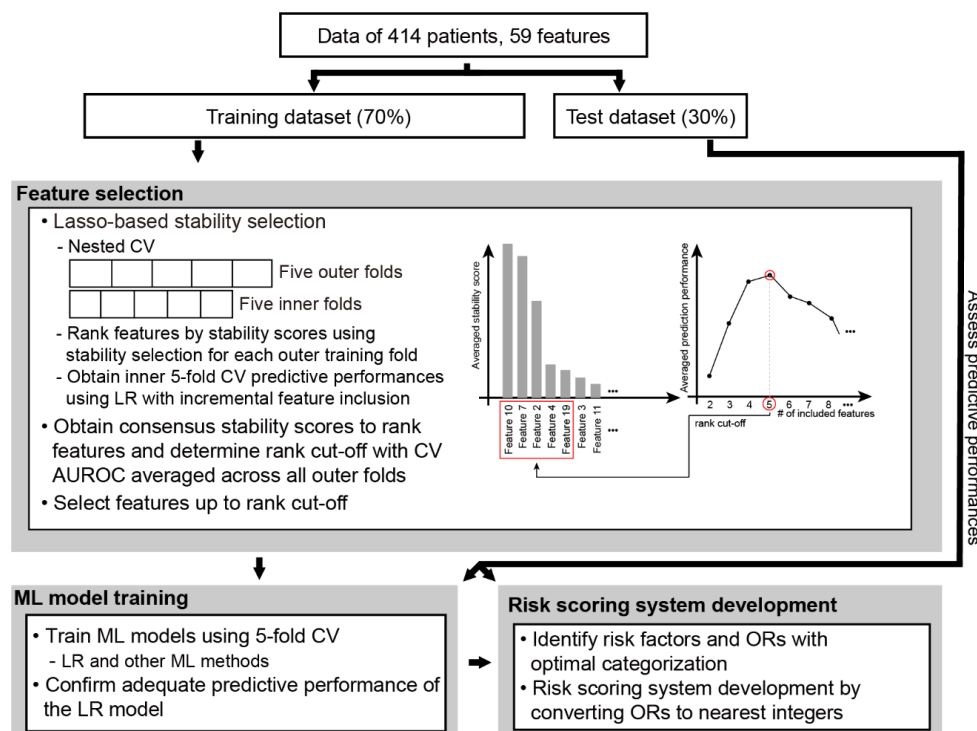 Data of 414 patients, 59 features
Training dataset (70%)
Test dataset (30%)
Feature selection
• Lasso-based stability selection
- Nested CV
Five outer folds
Five inner folds
- Rank features by stability scores using
stability selection for each outer training fold
- Obtain inner 5-fold CV predictive performances
using LR with incremental feature inclusion
• Obtain consensus stability scores to rank
features and determine rank cut-off with CV
AUROC averaged across all outer folds
• Select features up to rank cut-off
Averaged stability score
Feature 10
Feature 7
Feature 2
Feature 4
Feature 19
Feature 3
Feature 11
•••
•••
Averaged prediction performance
•••
2 3 4 5 6 7 8 •••
# of included features
rank cut-off
Assess predictive performances
ML model training
• Train ML models using 5-fold CV
- LR and other ML methods
• Confirm adequate predictive performance of
the LR model
Risk scoring system development
• Identify risk factors and ORs with
optimal categorization
• Risk scoring system development by
converting ORs to nearest integers